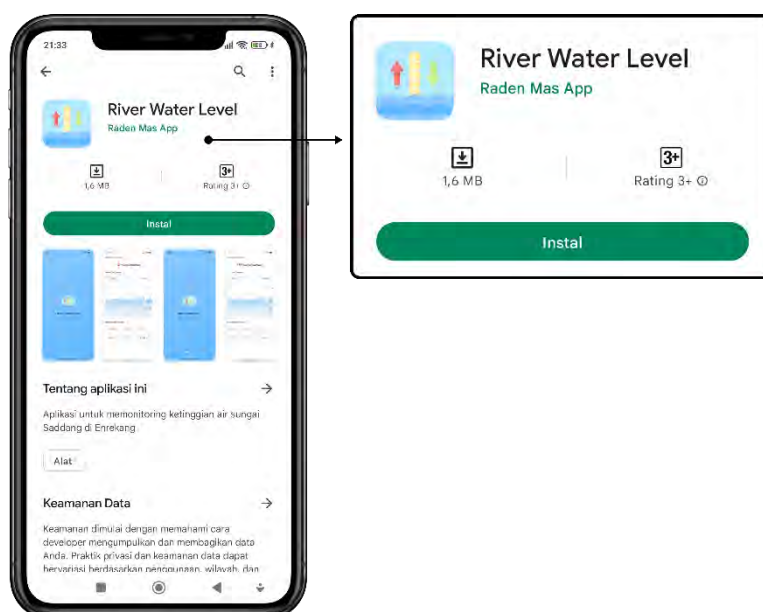 21:33
River Water Level
Raden Mas App
1,6 MB
3+
Rating 3+
Instal
Tentang aplikasi ini
Aplikasi untuk memonitoring ketinggian air sungai
Saddang di Enrekang
Alat
Keamanan Data
Keamanan dimulai dengan memahami cara
developer mengumpulkan dan membagikan data
Anda. Praktik privasi dan keamanan data dapat
bervariasi berdasarkan penggunaan, wilayah, dan
River Water Level
Raden Mas App
1,6 MB
3+
Rating 3+
Instal